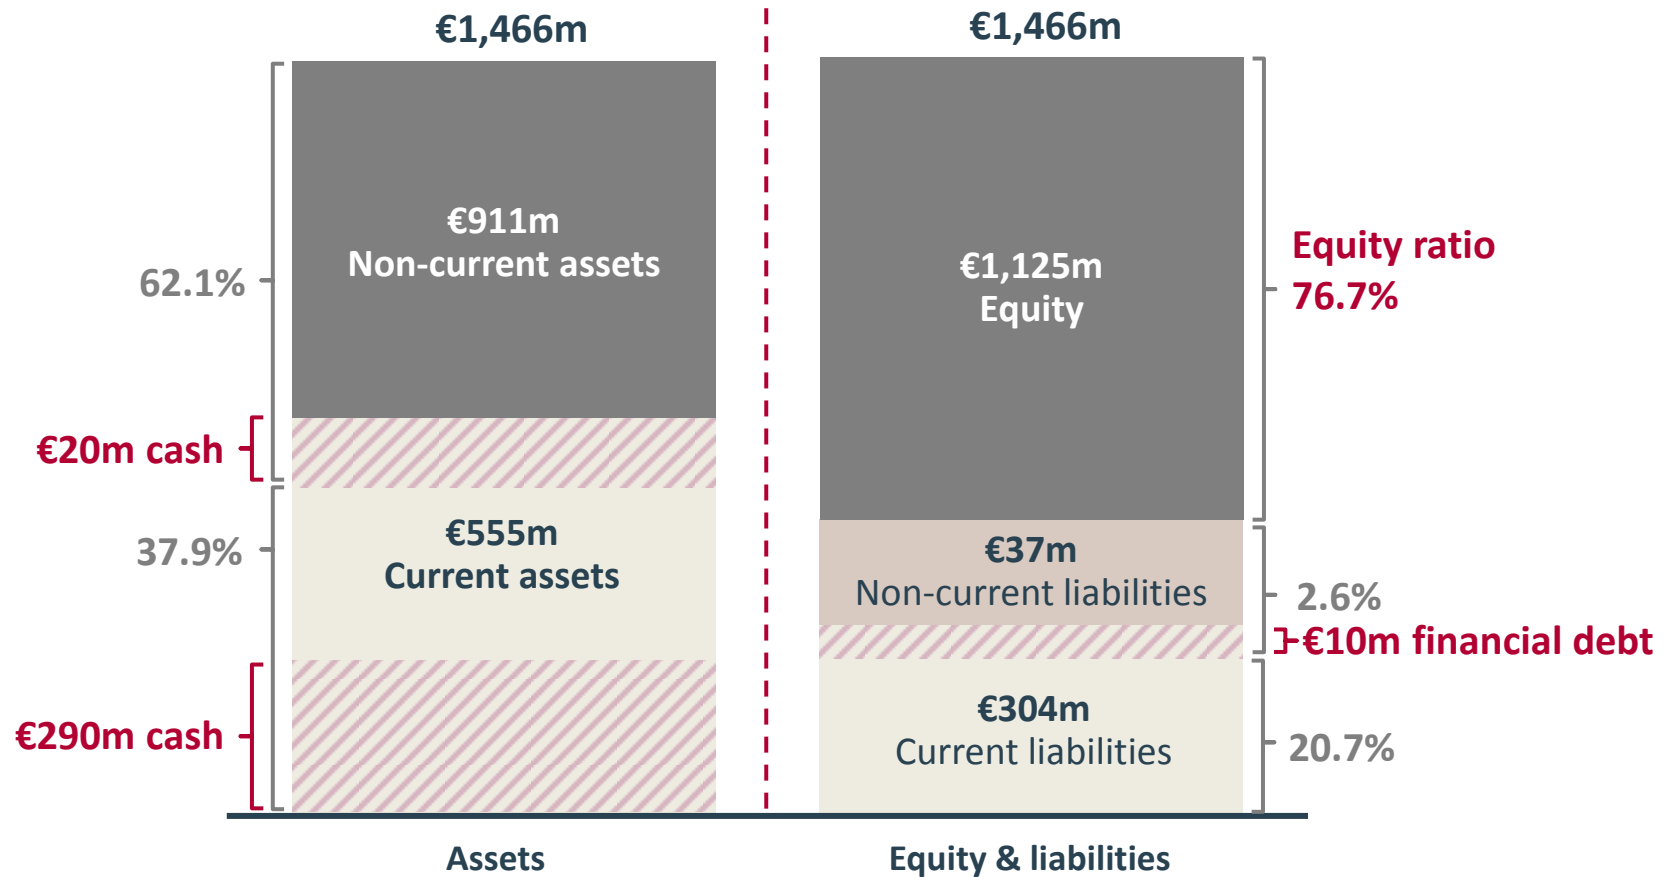 €1,466m
€911m
Non-current assets
62.1%
€20m cash
€555m
Current assets
37.9%
€290m cash
Assets
€1,466m
€1,125m
Equity
Equity ratio
76.7%
€37m
Non-current liabilities
2.6%
€10m financial debt
€304m
Current liabilities
20.7%
Equity & liabilities